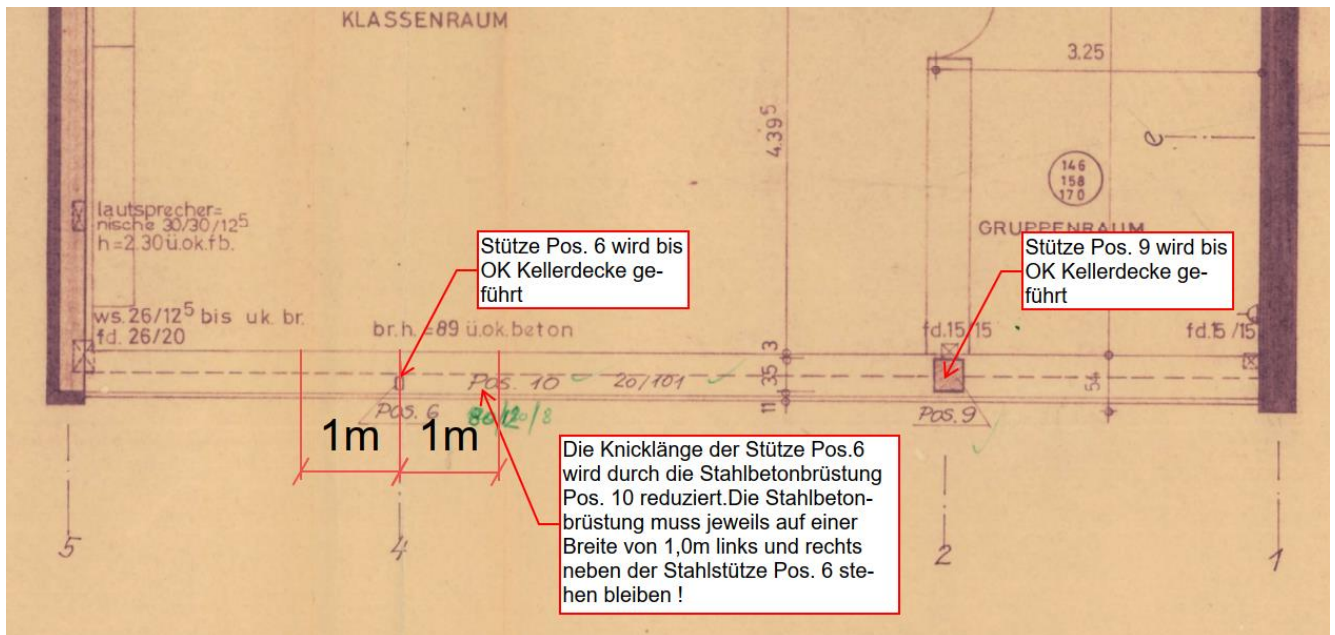 KLASSENRAUM
3.25
4.39⁵
e
146
158
170
lautsprecher=
nische 30/30/12⁵
h=2.30 ü.ok.fb.
GRUPPENRAUM
Stütze Pos. 6 wird bis
OK Kellerdecke ge-
führt
Stütze Pos. 9 wird bis
OK Kellerdecke ge-
führt
ws. 26/12⁵ bis uk. br.
fd. 26/20
br.h. =89 ü.ok.beton
fd.15/15
fd.15/15
3
35
11
54
Pos. 10
20/101
Pos. 6
Pos. 9
1m
1m
Die Knicklänge der Stütze Pos.6
wird durch die Stahlbetonbrüstung
Pos. 10 reduziert.Die Stahlbeton-
brüstung muss jeweils auf einer
Breite von 1,0m links und rechts
neben der Stahlstütze Pos. 6 ste-
hen bleiben !
5
4
2
1